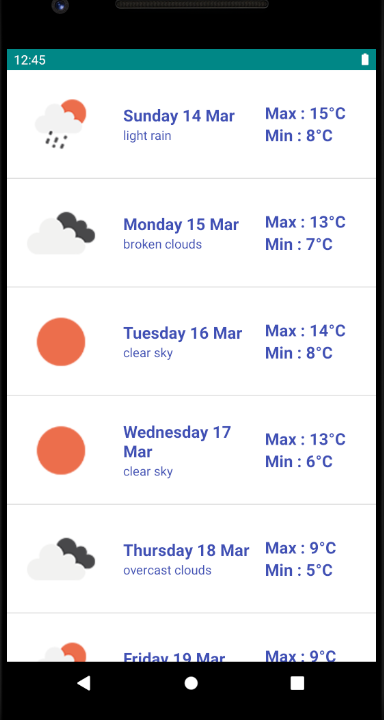 12:45
Sunday 14 Mar
light rain
Max : 15°C
Min : 8°C
Monday 15 Mar
broken clouds
Max : 13°C
Min : 7°C
Tuesday 16 Mar
clear sky
Max : 14°C
Min : 8°C
Wednesday 17
Mar
clear sky
Max : 13°C
Min : 6°C
Thursday 18 Mar
overcast clouds
Max : 9°C
Min : 5°C
Friday 19 Mar
Max : 9°C